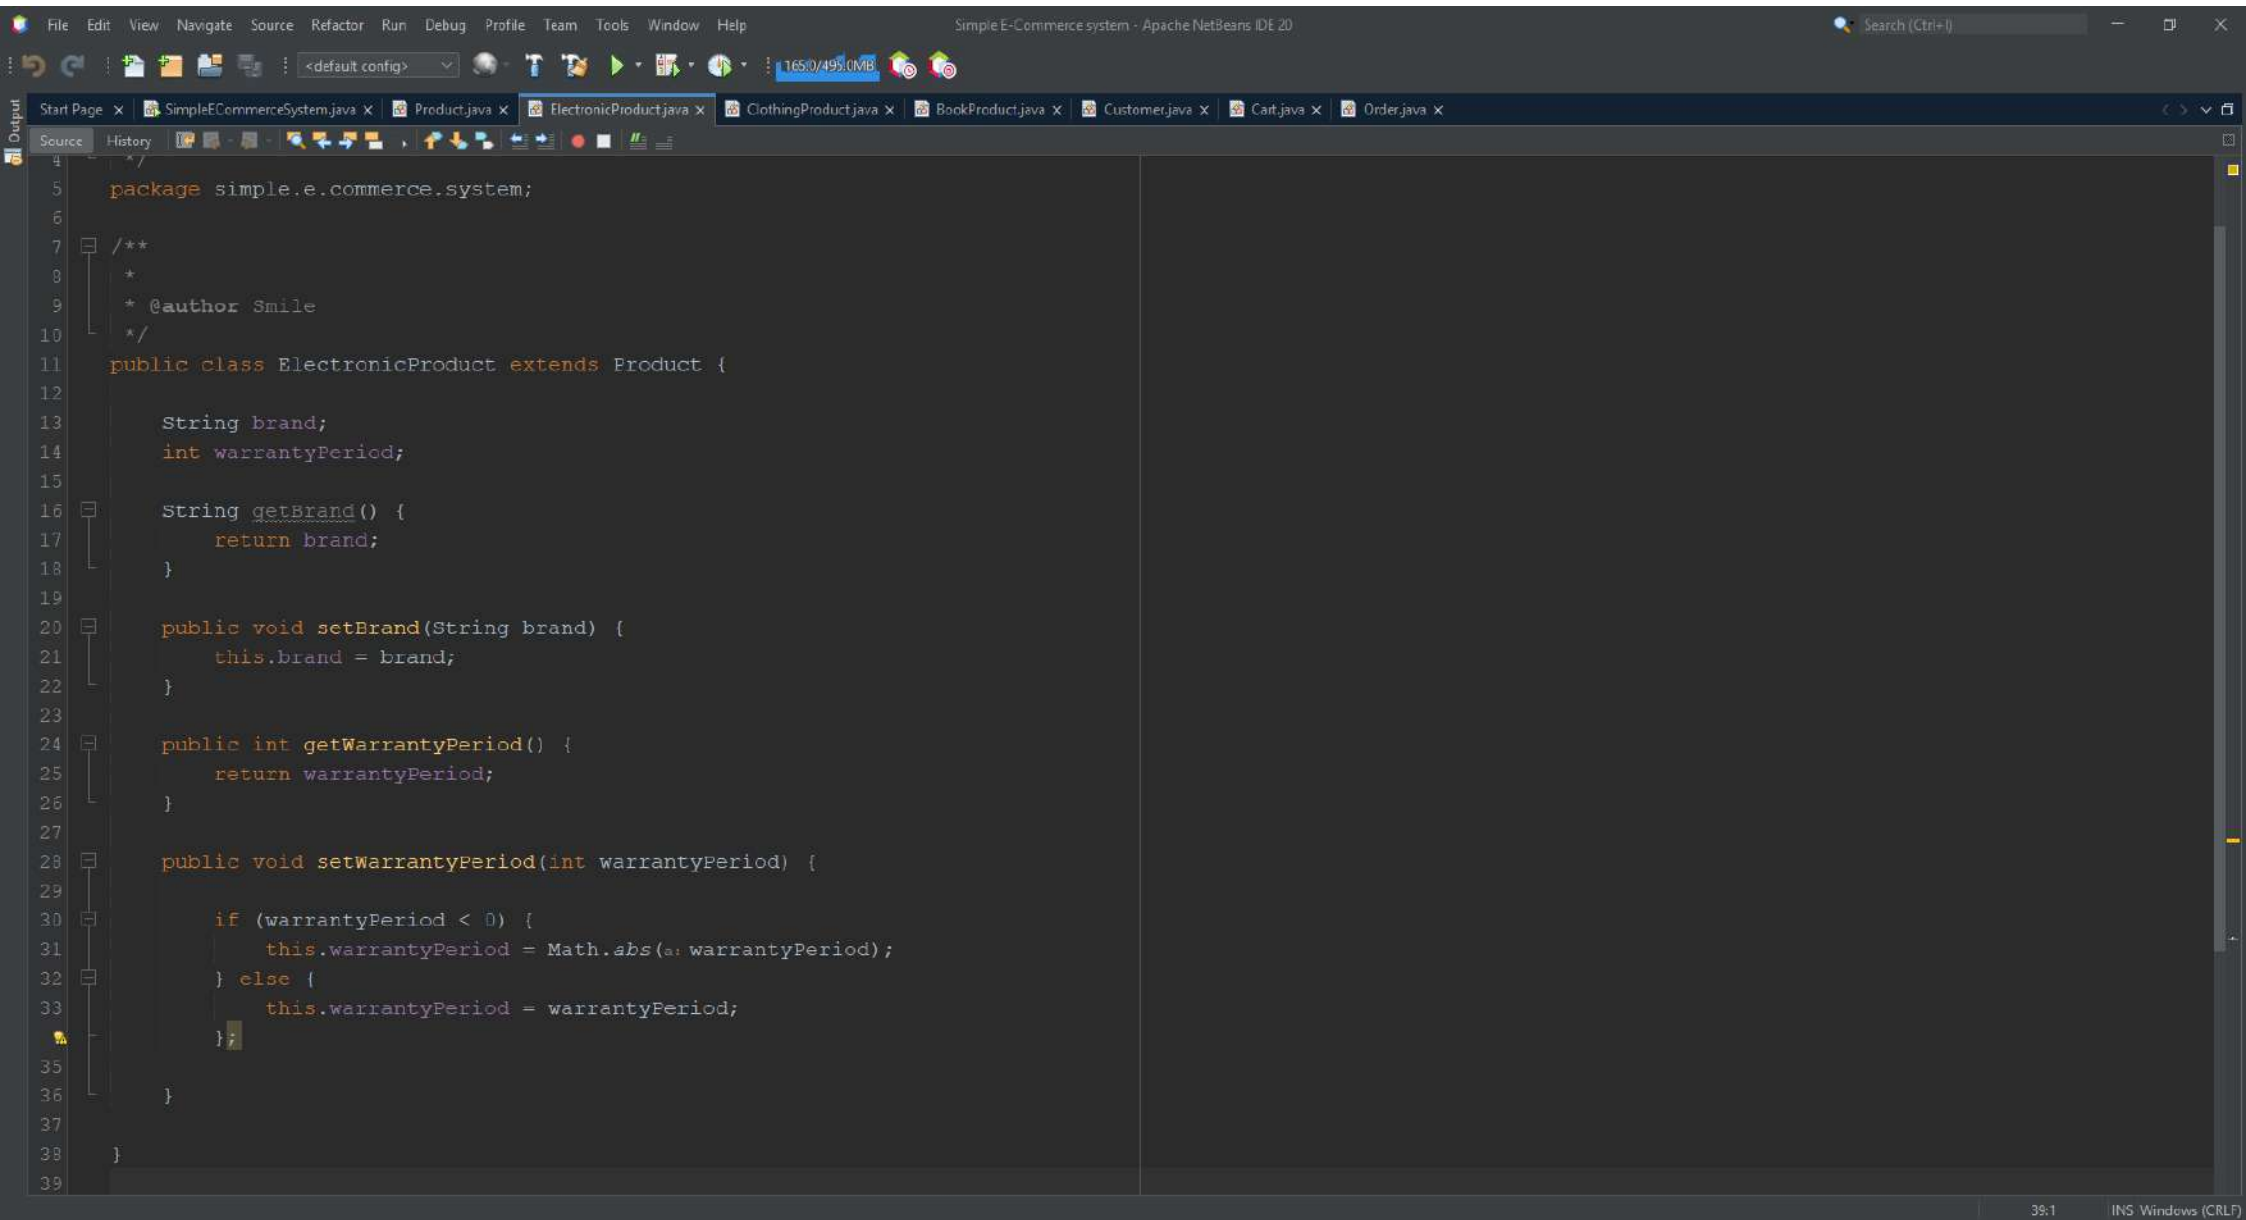 File Edit View Navigate Source Refactor Run Debug Profile Team Tools Window Help Simple E-Commerce system - Apache NetBeans IDE 20 Search (Ctrl+I)
<default config> 165.0/495.0MB
Output
Start Page SimpleECommerceSystem.java Product.java ElectronicProduct.java ClothingProduct.java BookProduct.java Customer.java Cart.java Order.java
Source History
4 */
5 package simple.e.commerce.system;
6
7 /**
8 *
9 * @author Smile
10 */
11 public class ElectronicProduct extends Product {
12
13 String brand;
14 int warrantyPeriod;
15
16 String getBrand() {
17 return brand;
18 }
19
20 public void setBrand(String brand) {
21 this.brand = brand;
22 }
23
24 public int getWarrantyPeriod() {
25 return warrantyPeriod;
26 }
27
28 public void setWarrantyPeriod(int warrantyPeriod) {
29
30 if (warrantyPeriod < 0) {
31 this.warrantyPeriod = Math.abs(a: warrantyPeriod);
32 } else {
33 this.warrantyPeriod = warrantyPeriod;
};
35
36 }
37
38 }
39
39:1 INS Windows (CRLF)